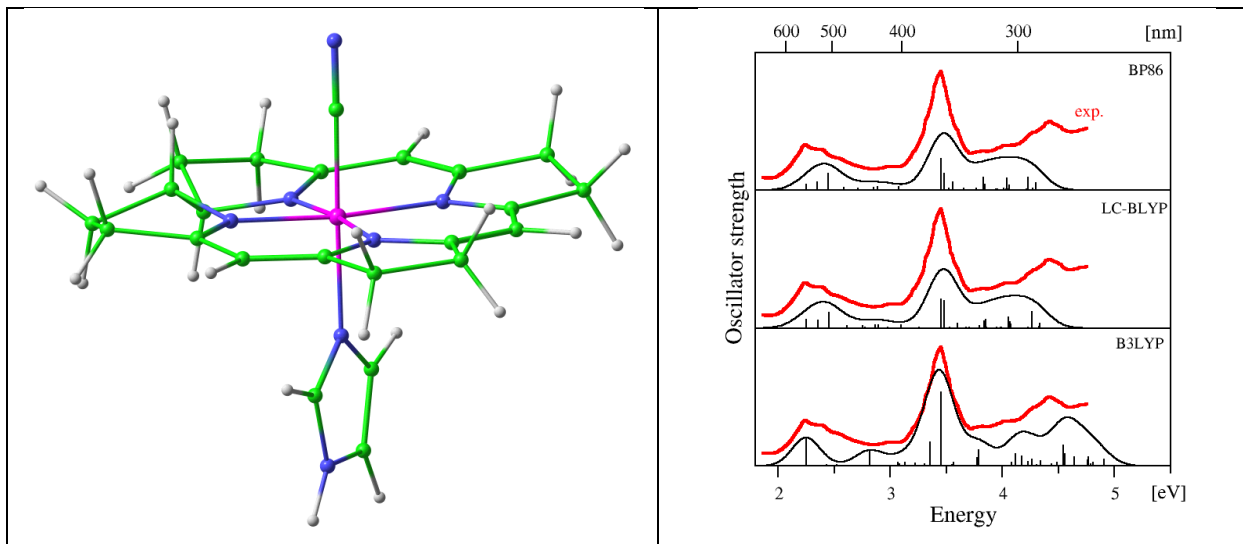 600 500 400 300 [nm]
BP86
exp.
LC-BLYP
Oscillator strength
B3LYP
2 3 4 5 [eV]
Energy